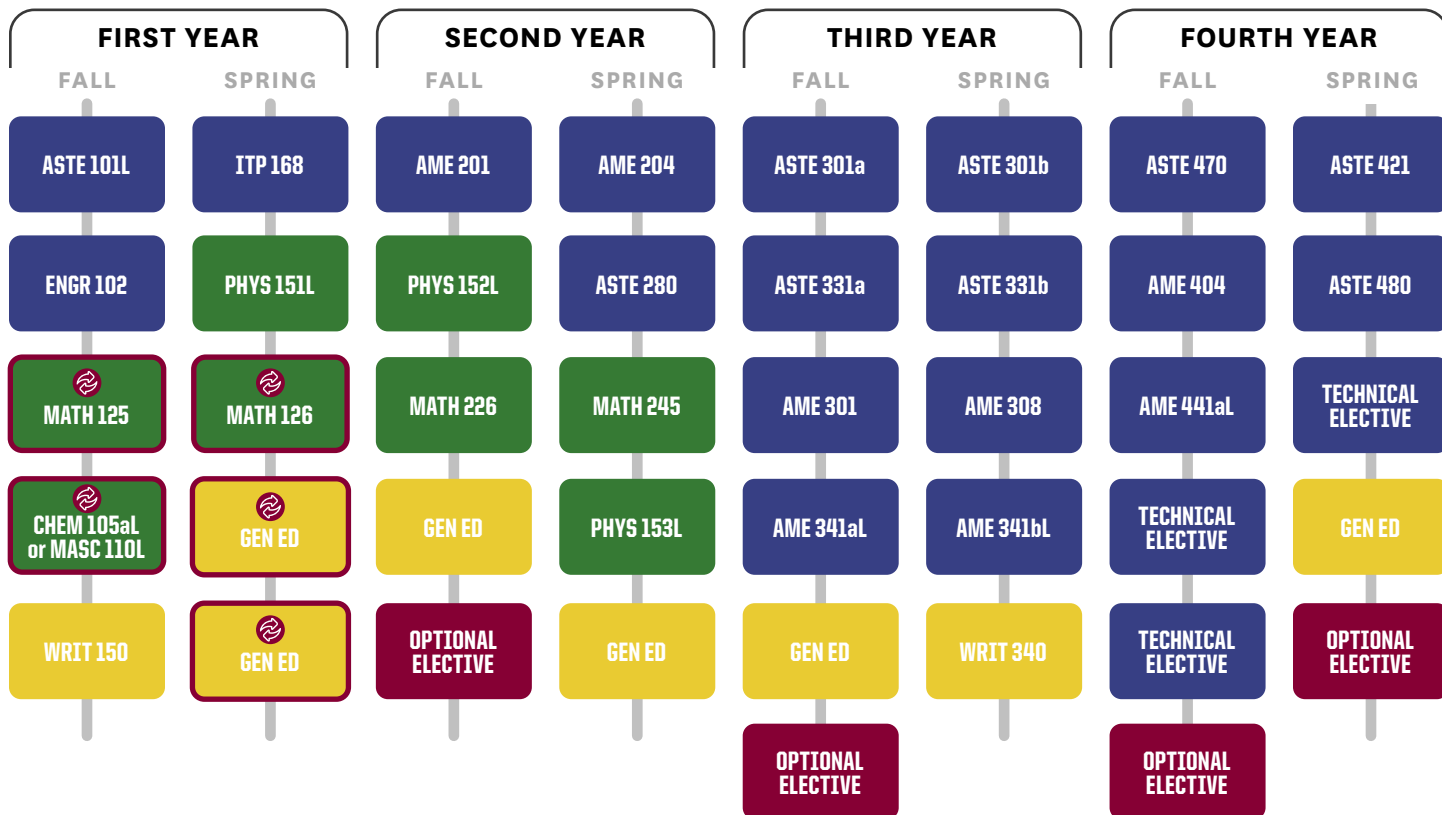 FIRST YEAR
SECOND YEAR
THIRD YEAR
FOURTH YEAR
FALL
SPRING
FALL
SPRING
FALL
SPRING
FALL
SPRING
ASTE 101L
ITP 168
AME 201
AME 204
ASTE 301a
ASTE 301b
ASTE 470
ASTE 421
ENGR 102
PHYS 151L
PHYS 152L
ASTE 280
ASTE 331a
ASTE 331b
AME 404
ASTE 480
MATH 125
MATH 126
MATH 226
MATH 245
AME 301
AME 308
AME 441aL
TECHNICAL
ELECTIVE
CHEM 105aL
or MASC 110L
GEN ED
GEN ED
PHYS 153L
AME 341aL
AME 341bL
TECHNICAL
ELECTIVE
GEN ED
WRIT 150
GEN ED
OPTIONAL
ELECTIVE
GEN ED
GEN ED
WRIT 340
TECHNICAL
ELECTIVE
OPTIONAL
ELECTIVE
OPTIONAL
ELECTIVE
OPTIONAL
ELECTIVE